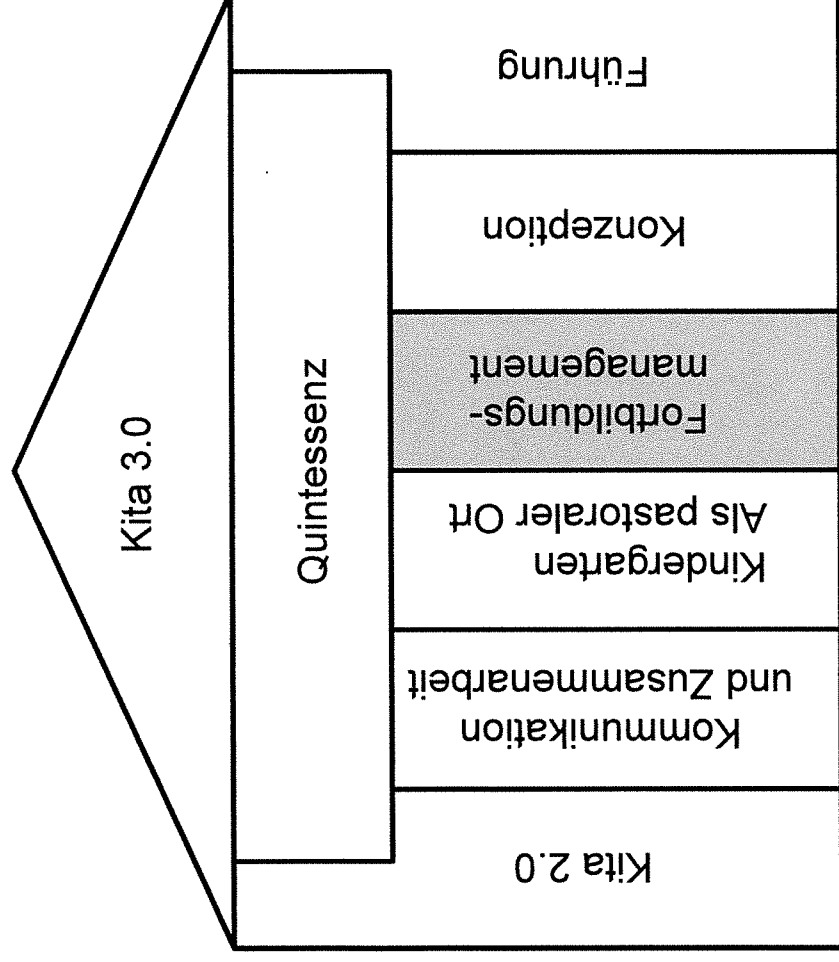 Kita 3.0
Quintessenz
Kita 2.0
Kommunikation
und Zusammenarbeit
Kindergarten
Als pastoraler Ort
Fortbildungs-
management
Konzeption
Führung